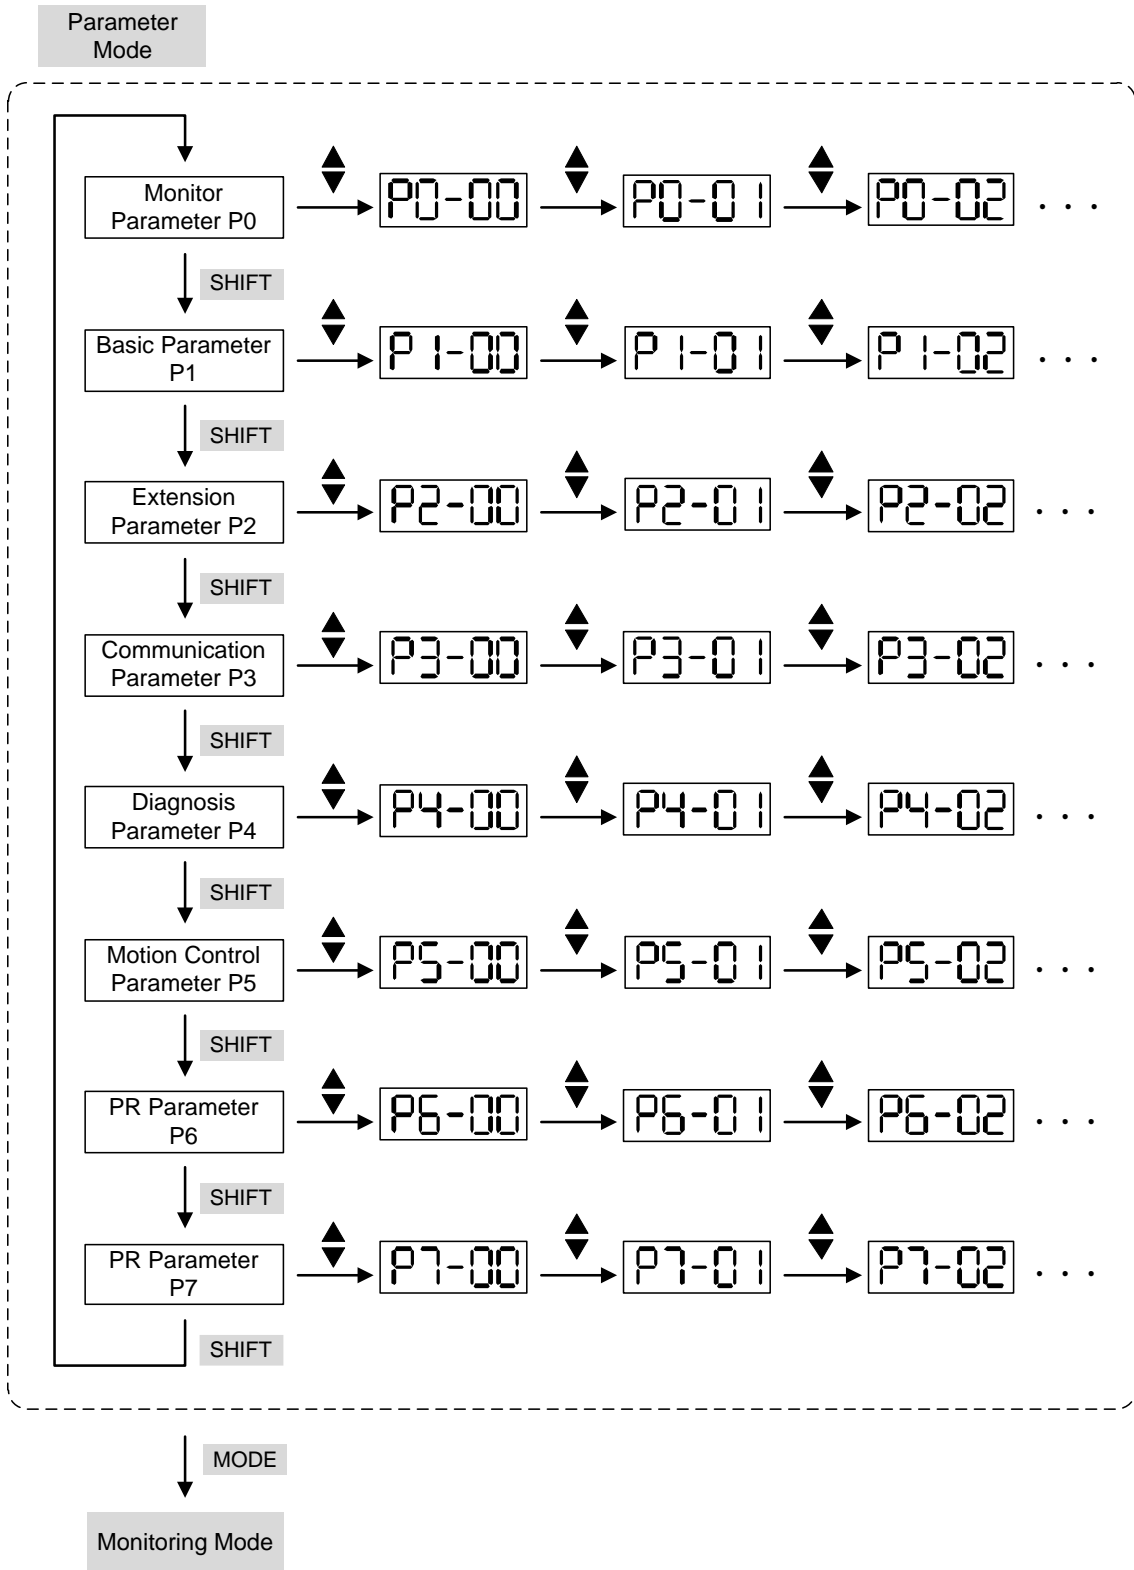 Parameter
Mode
Monitor
Parameter P0
P0-00 P0-01 P0-02 . . .
SHIFT
Basic Parameter
P1
P1-00 P1-01 P1-02 . . .
SHIFT
Extension
Parameter P2
P2-00 P2-01 P2-02 . . .
SHIFT
Communication
Parameter P3
P3-00 P3-01 P3-02 . . .
SHIFT
Diagnosis
Parameter P4
P4-00 P4-01 P4-02 . . .
SHIFT
Motion Control
Parameter P5
P5-00 P5-01 P5-02 . . .
SHIFT
PR Parameter
P6
P6-00 P6-01 P6-02 . . .
SHIFT
PR Parameter
P7
P7-00 P7-01 P7-02 . . .
SHIFT
MODE
Monitoring Mode